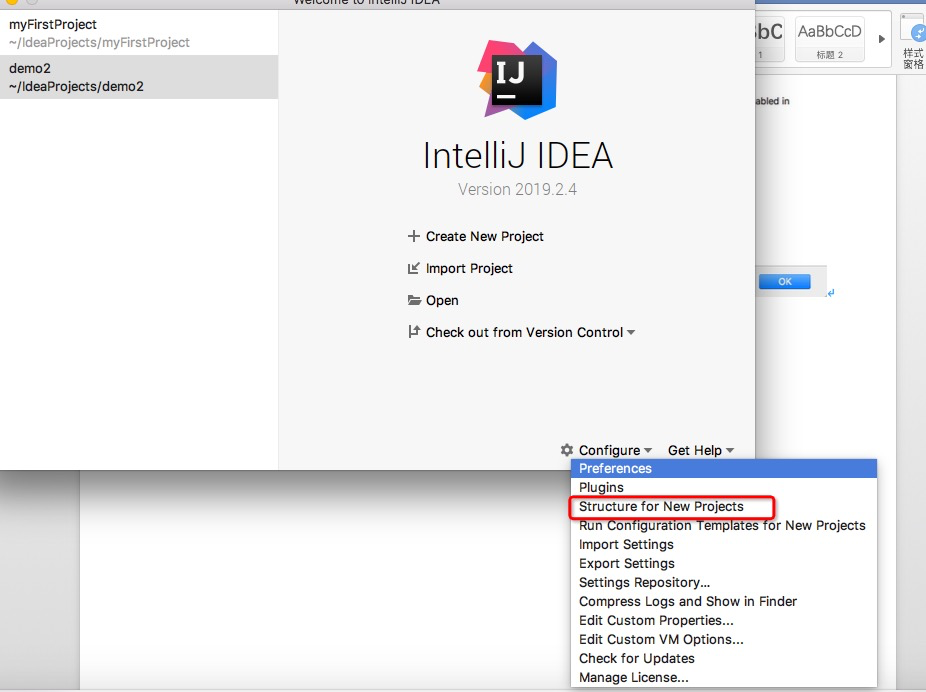 Welcome to IntelliJ IDEA
myFirstProject
~/IdeaProjects/myFirstProject
demo2
~/IdeaProjects/demo2
IJ
IntelliJ IDEA
Version 2019.2.4
Create New Project
Import Project
Open
Check out from Version Control
Configure
Get Help
Preferences
Plugins
Structure for New Projects
Run Configuration Templates for New Projects
Import Settings
Export Settings
Settings Repository...
Compress Logs and Show in Finder
Edit Custom Properties...
Edit Custom VM Options...
Check for Updates
Manage License...
bC
AaBbCcD
1
标题 2
样式
窗格
abled in
OK